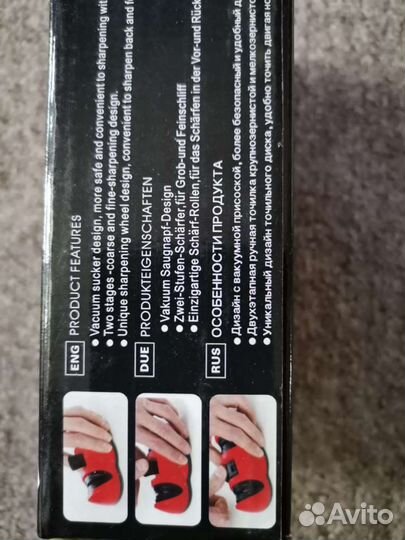 ENG PRODUCT FEATURES
● Vacuum sucker design, more safe and convenient to sharpening
● Two stages -coarse and fine-sharpening design.
● Unique sharpening wheel design, convenient to sharpen back and
DUE PRODUKTEIGENSCHAFTEN
● Vakuum Saugnapf-Design
● Zwei-Stufen-Schärfer,für Grob-und Feinschliff
● Einzigartige Schärf-Rollen,für das Schärfen in der Vor-und
RUS ОСОБЕННОСТИ ПРОДУКТА
● Дизайн с вакуумной присоской, более безопасный и удобный
● Двухэтапная ручная точилка крупнозернистой и мелкозернистой
● Уникальный дизайн точильного диска, удобно точить двигая
Avito